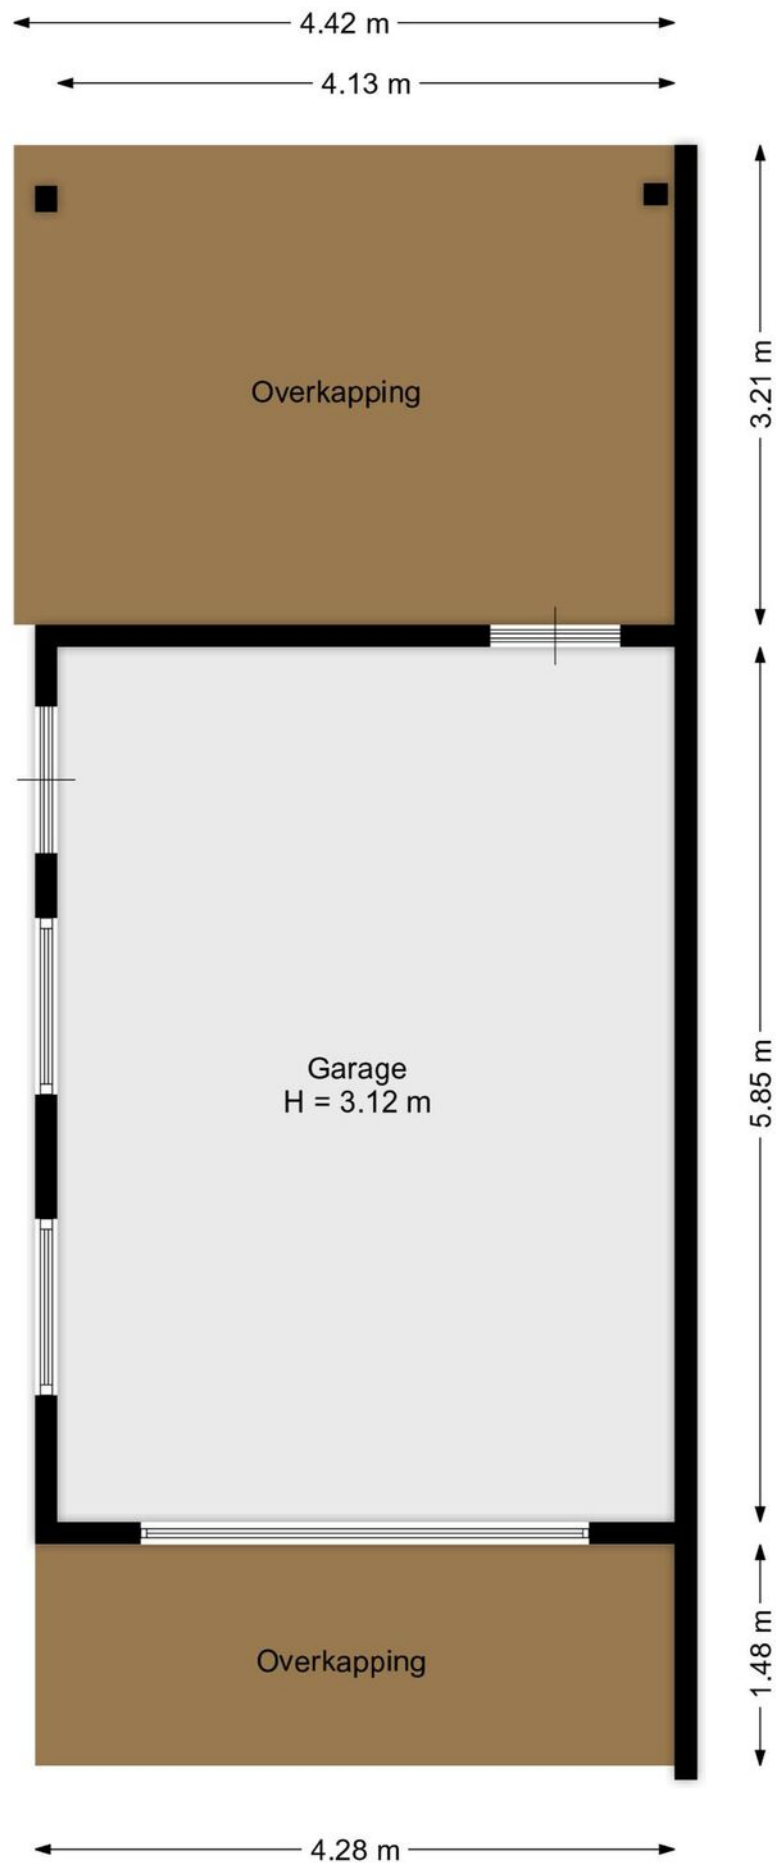 4.42 m
4.13 m
Overkapping
3.21 m
Garage
H = 3.12 m
5.85 m
Overkapping
1.48 m
4.28 m